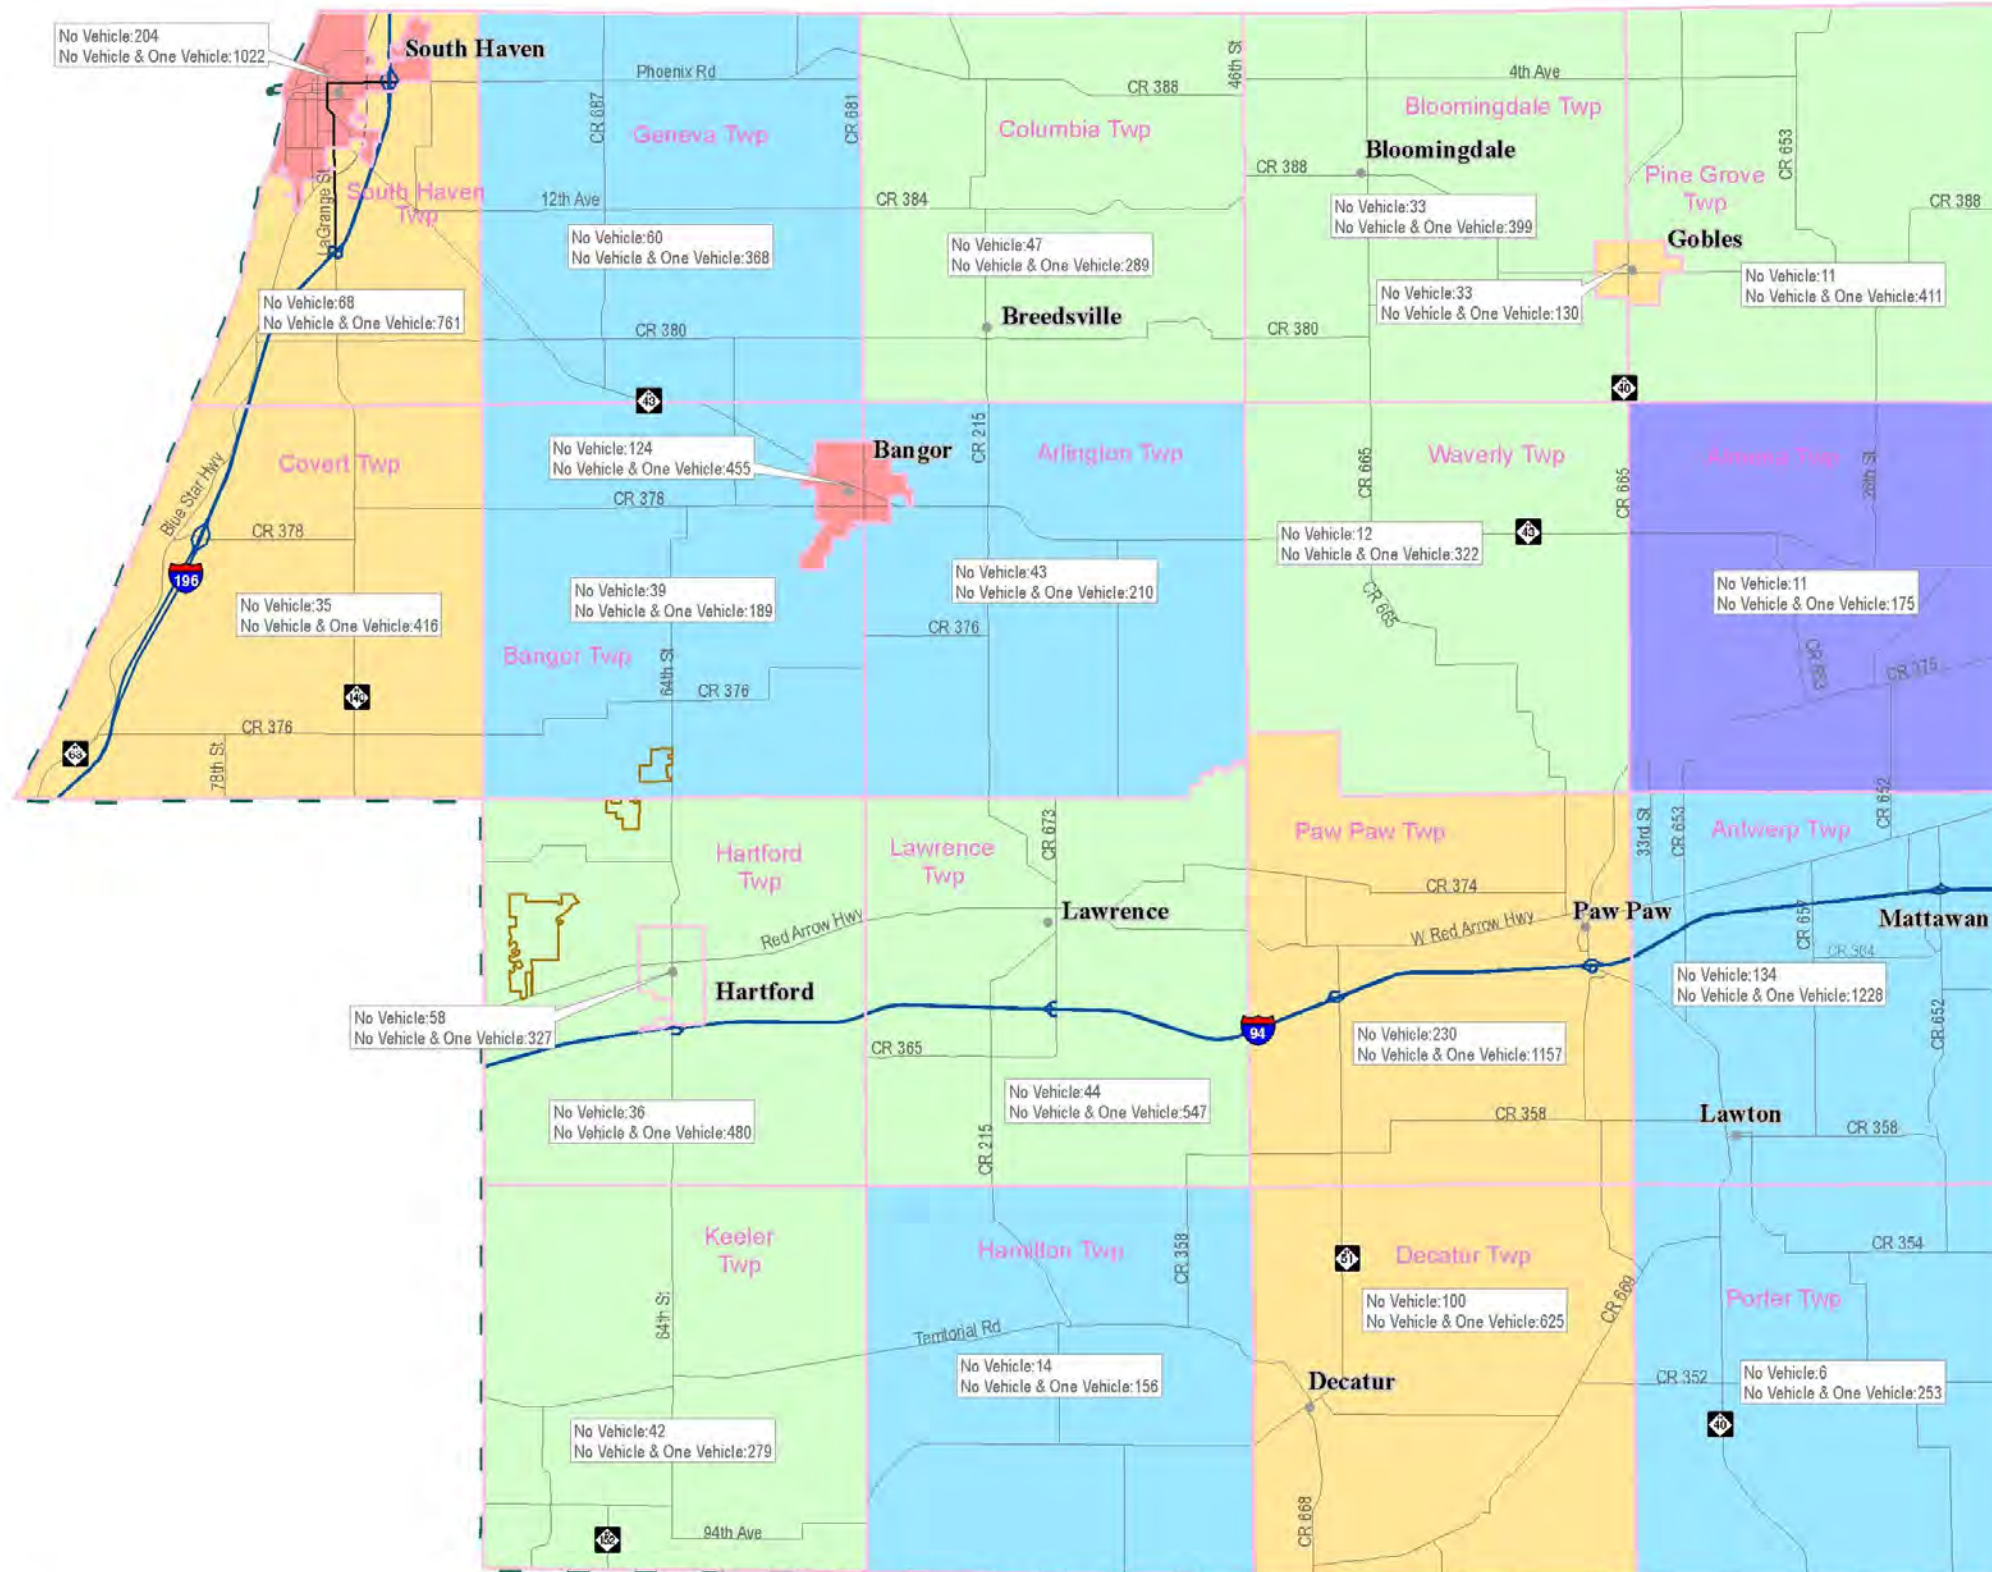 No Vehicle:204
No Vehicle & One Vehicle:1022
South Haven
Phoenix Rd
CR 687
CR 681
Geneva Twp
Columbia Twp
CR 388
46th St
4th Ave
Bloomingdale Twp
Bloomingdale
CR 388
CR 653
Pine Grove
Twp
CR 388
LaGrange St
South Haven
Twp
12th Ave
CR 384
No Vehicle:60
No Vehicle & One Vehicle:368
No Vehicle:47
No Vehicle & One Vehicle:289
No Vehicle:33
No Vehicle & One Vehicle:399
Gobles
No Vehicle:33
No Vehicle & One Vehicle:130
No Vehicle:11
No Vehicle & One Vehicle:411
No Vehicle:68
No Vehicle & One Vehicle:761
Breedsville
CR 380
CR 380
43
40
Covert Twp
Blue Star Hwy
No Vehicle:124
No Vehicle & One Vehicle:455
Bangor
CR 215
Arlington Twp
CR 665
Waverly Twp
CR 665
Almena Twp
28th St
CR 378
CR 378
43
196
No Vehicle:12
No Vehicle & One Vehicle:322
No Vehicle:35
No Vehicle & One Vehicle:416
No Vehicle:39
No Vehicle & One Vehicle:189
No Vehicle:43
No Vehicle & One Vehicle:210
No Vehicle:11
No Vehicle & One Vehicle:175
CR 376
CR 665
Bangor Twp
64th St
CR 376
CR 653
CR 375
140
CR 376
63
78th St
CR 652
Hartford
Twp
Lawrence
Twp
CR 673
Paw Paw Twp
33rd St
CR 653
Antwerp Twp
CR 374
Red Arrow Hwy
Lawrence
W Red Arrow Hwy
Paw Paw
CR 657
Mattawan
CR 364
No Vehicle:134
No Vehicle & One Vehicle:1228
Hartford
No Vehicle:58
No Vehicle & One Vehicle:327
94
CR 652
No Vehicle:230
No Vehicle & One Vehicle:1157
CR 365
No Vehicle:36
No Vehicle & One Vehicle:480
No Vehicle:44
No Vehicle & One Vehicle:547
CR 215
CR 358
Lawton
CR 358
Keeler
Twp
Hamilton Twp
CR 358
51
Decatur Twp
CR 354
64th St
Territorial Rd
No Vehicle:100
No Vehicle & One Vehicle:625
CR 669
Porter Twp
No Vehicle:14
No Vehicle & One Vehicle:156
Decatur
CR 352
No Vehicle:6
No Vehicle & One Vehicle:253
40
No Vehicle:42
No Vehicle & One Vehicle:279
152
94th Ave
CR 668